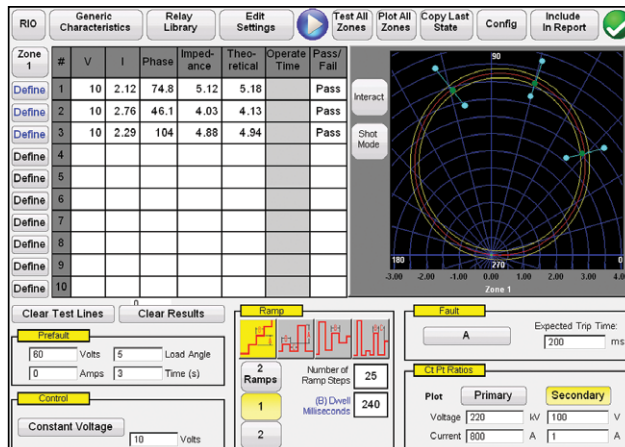 RIO Generic Characteristics Relay Library Edit Settings Test All Zones Plot All Zones Copy Last State Config Include In Report
Zone 1 # V I Phase Imped-ance Theo-retical Operate Time Pass/Fail
Define 1 10 2.12 74.8 5.12 5.18 Pass
Define 2 10 2.76 46.1 4.03 4.13 Pass
Define 3 10 2.29 104 4.88 4.94 Pass
Define 4
Define 5
Define 6
Define 7
Define 8
Define 9
Define 10
Interact
Shot Mode
90
180 270 0
-3.00 -2.00 -1.00 0.00 1.00 2.00 3.00 4.0
Zone 1
Clear Test Lines Clear Results
Prefault
60 Volts 5 Load Angle
0 Amps 3 Time (s)
Control
Constant Voltage 10 Volts
Ramp
2 Ramps Number of Ramp Steps 25
1 (B) Dwell Milliseconds 240
2
Fault
A Expected Trip Time: 200 ms
Ct Pt Ratios
Plot Primary Secondary
Voltage 220 kV 100 V
Current 800 A 1 A